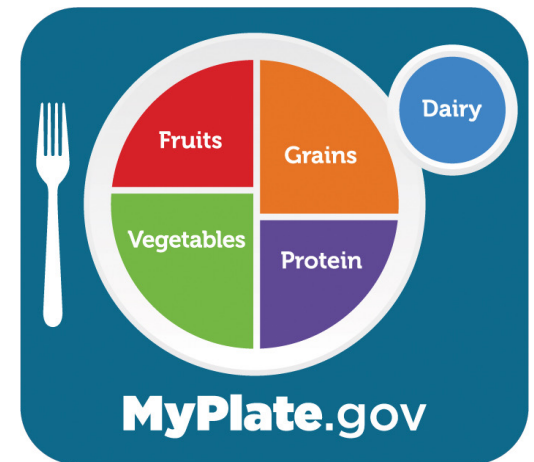 Fruits
Grains
Dairy
Vegetables
Protein
MyPlate.gov